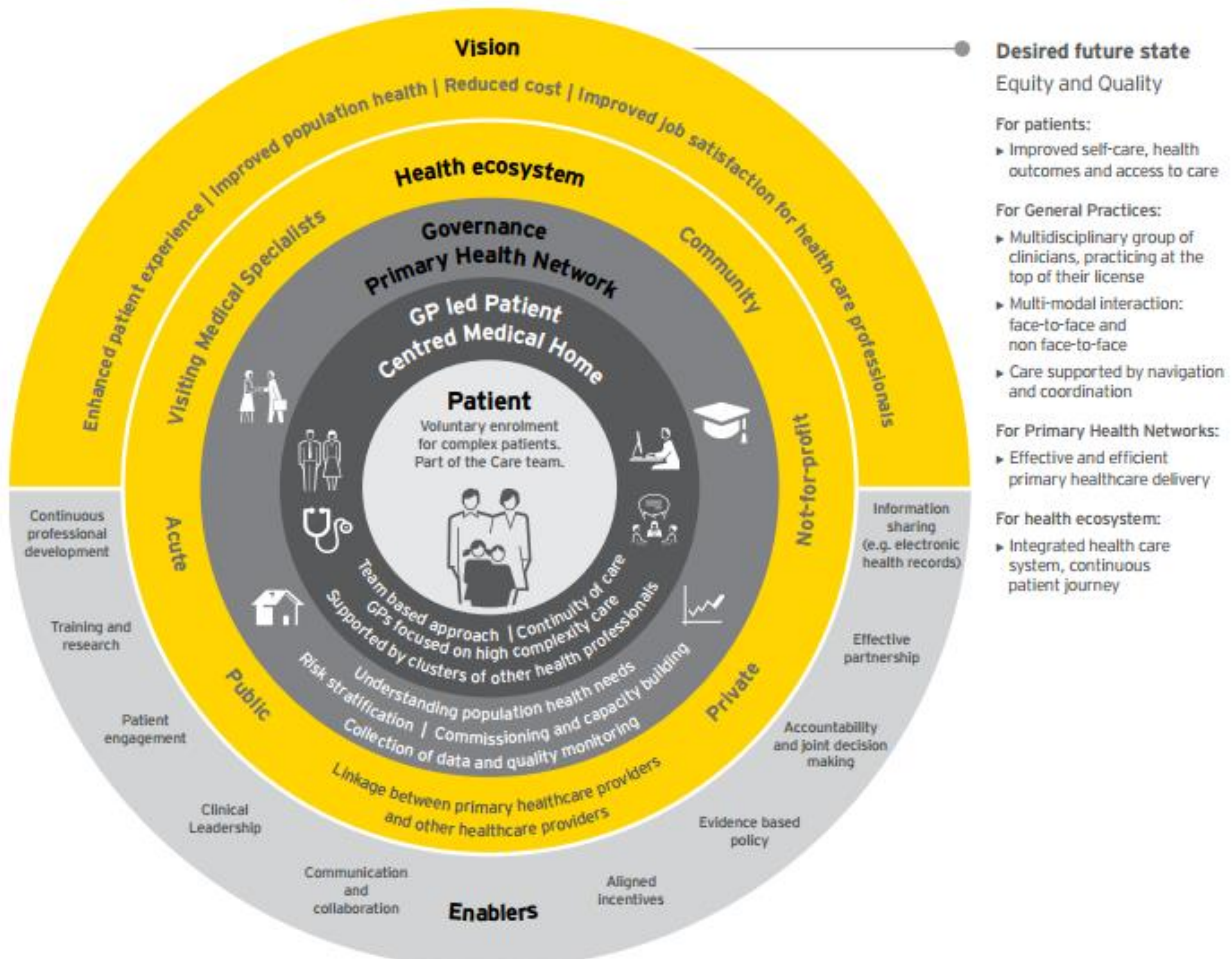 Vision
Enhanced patient experience | Improved population health | Reduced cost | Improved job satisfaction for health care professionals
Health ecosystem
Visiting Medical Specialists
Community
Acute
Not-for-profit
Public
Private
Linkage between primary healthcare providers
and other healthcare providers
Governance
Primary Health Network
Understanding population health needs
Risk stratification | Commissioning and capacity building
Collection of data and quality monitoring
GP led Patient
Centred Medical Home
Team based approach | Continuity of care
GPs focused on high complexity care
Supported by clusters of other health professionals
Patient
Voluntary enrolment
for complex patients.
Part of the Care team.
Continuous
professional
development
Training and
research
Patient
engagement
Clinical
Leadership
Communication
and
collaboration
Enablers
Aligned
incentives
Evidence based
policy
Accountability
and joint decision
making
Effective
partnership
Information
sharing
(e.g. electronic
health records)
Desired future state
Equity and Quality
For patients:
▸ Improved self-care, health
outcomes and access to care
For General Practices:
▸ Multidisciplinary group of
clinicians, practicing at the
top of their license
▸ Multi-modal interaction:
face-to-face and
non face-to-face
▸ Care supported by navigation
and coordination
For Primary Health Networks:
▸ Effective and efficient
primary healthcare delivery
For health ecosystem:
▸ Integrated health care
system, continuous
patient journey